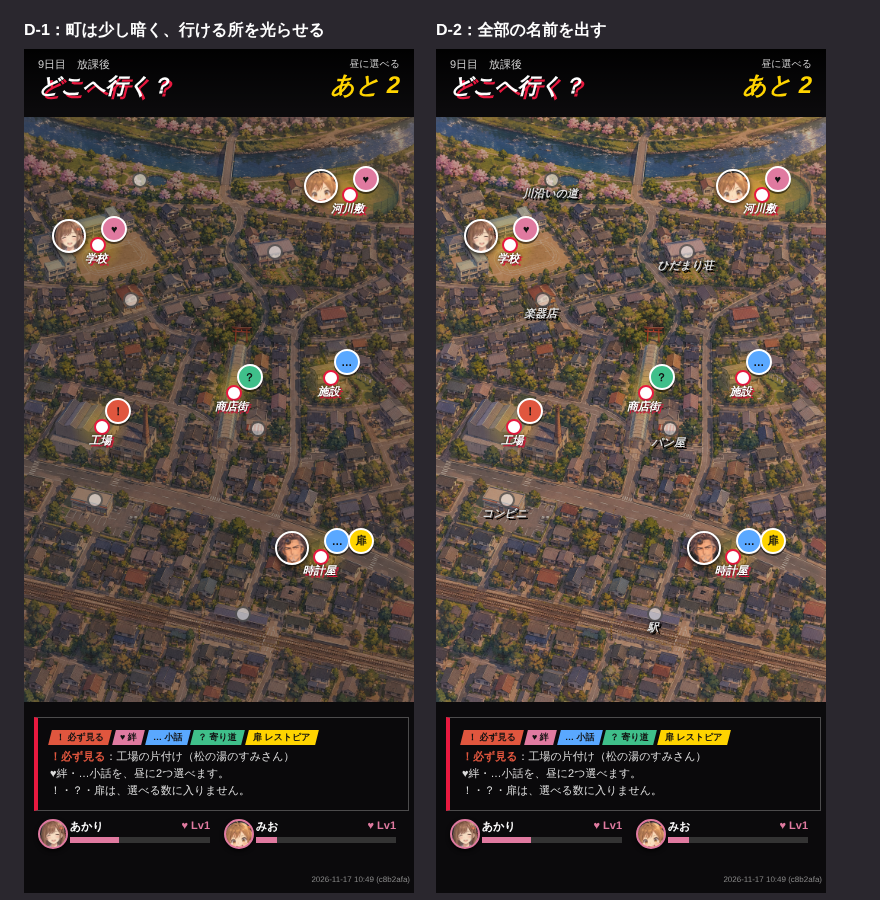 D-1：町は少し暗く、行ける所を光らせる
9日目　放課後
どこへ行く？
昼に選べる
あと 2
♥
河川敷
♥
学校
…
施設
?
商店街
!
工場
… 扉
時計屋
！ 必ず見る ♥ 絆 … 小話 ？ 寄り道 扉 レストピア
！必ず見る：工場の片付け（松の湯のすみさん）
♥絆・…小話を、昼に2つ選べます。
！・？・扉は、選べる数に入りません。
あかり ♥ Lv1 みお ♥ Lv1
2026-11-17 10:49 (c8b2afa)
D-2：全部の名前を出す
9日目　放課後
どこへ行く？
昼に選べる
あと 2
川沿いの道
♥
河川敷
♥
学校
ひだまり荘
楽器店
…
施設
?
商店街
!
工場
パン屋
コンビニ
… 扉
時計屋
駅
！ 必ず見る ♥ 絆 … 小話 ？ 寄り道 扉 レストピア
！必ず見る：工場の片付け（松の湯のすみさん）
♥絆・…小話を、昼に2つ選べます。
！・？・扉は、選べる数に入りません。
あかり ♥ Lv1 みお ♥ Lv1
2026-11-17 10:49 (c8b2afa)